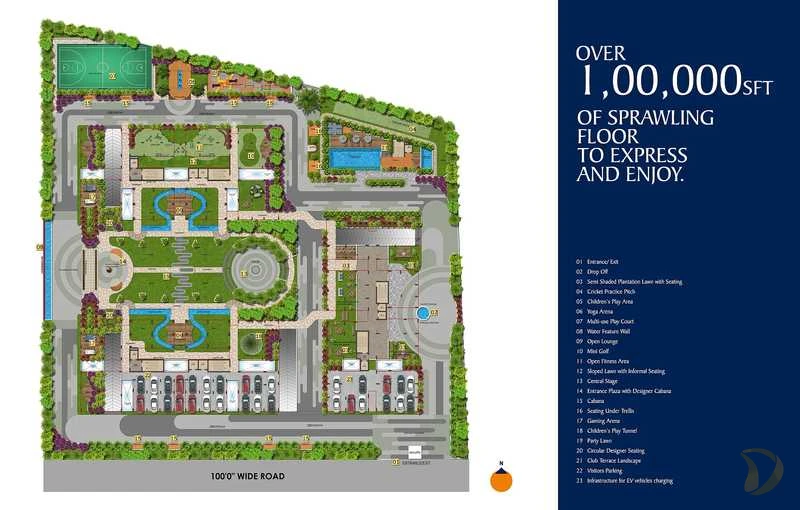 OVER
1,00,000SFT
OF SPRAWLING
FLOOR
TO EXPRESS
AND ENJOY.
01 Entrance/ Exit
02 Drop Off
03 Semi Shaded Plantation Lawn with Seating
04 Cricket Practice Pitch
05 Children's Play Area
06 Yoga Arena
07 Multi-use Play Court
08 Water Feature Wall
09 Open Lounge
10 Mini Golf
11 Open Fitness Area
12 Sloped Lawn with Informal Seating
13 Central Stage
14 Entrance Plaza with Designer Cabana
15 Cabana
16 Seating Under Trellis
17 Gaming Arena
18 Children's Play Tunnel
19 Party Lawn
20 Circular Designer Seating
21 Club Terrace Landscape
22 Visitors Parking
23 Infrastructure for EV vehicles charging
100'0" WIDE ROAD
N